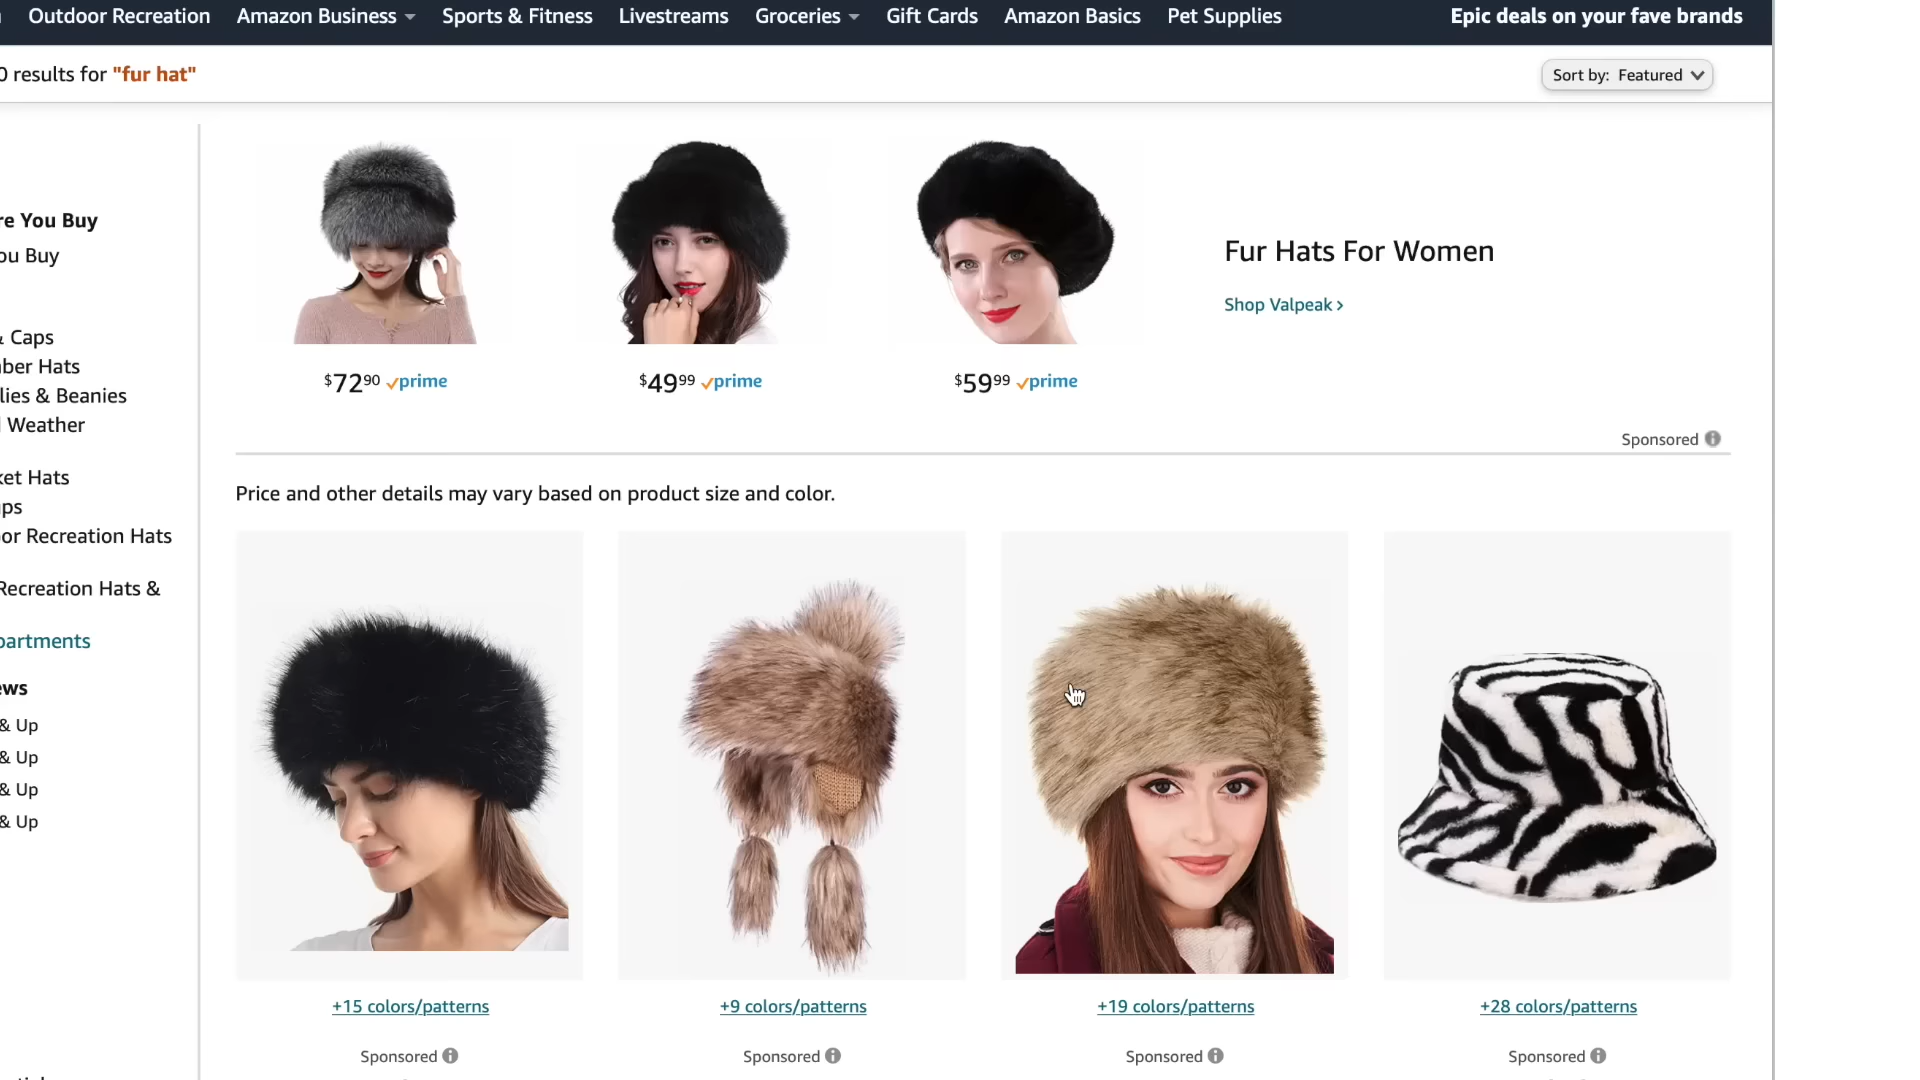 Outdoor Recreation Amazon Business Sports & Fitness Livestreams Groceries Gift Cards Amazon Basics Pet Supplies Epic deals on your fave brands
0 results for "fur hat"
Sort by: Featured
re You Buy
ou Buy
& Caps
ber Hats
lies & Beanies
Weather
ket Hats
ps
or Recreation Hats
Recreation Hats &
partments
ews
& Up
& Up
& Up
& Up
Fur Hats For Women
Shop Valpeak ›
$72.90 prime
$49.99 prime
$59.99 prime
Sponsored
Price and other details may vary based on product size and color.
+15 colors/patterns
+9 colors/patterns
+19 colors/patterns
+28 colors/patterns
Sponsored
Sponsored
Sponsored
Sponsored